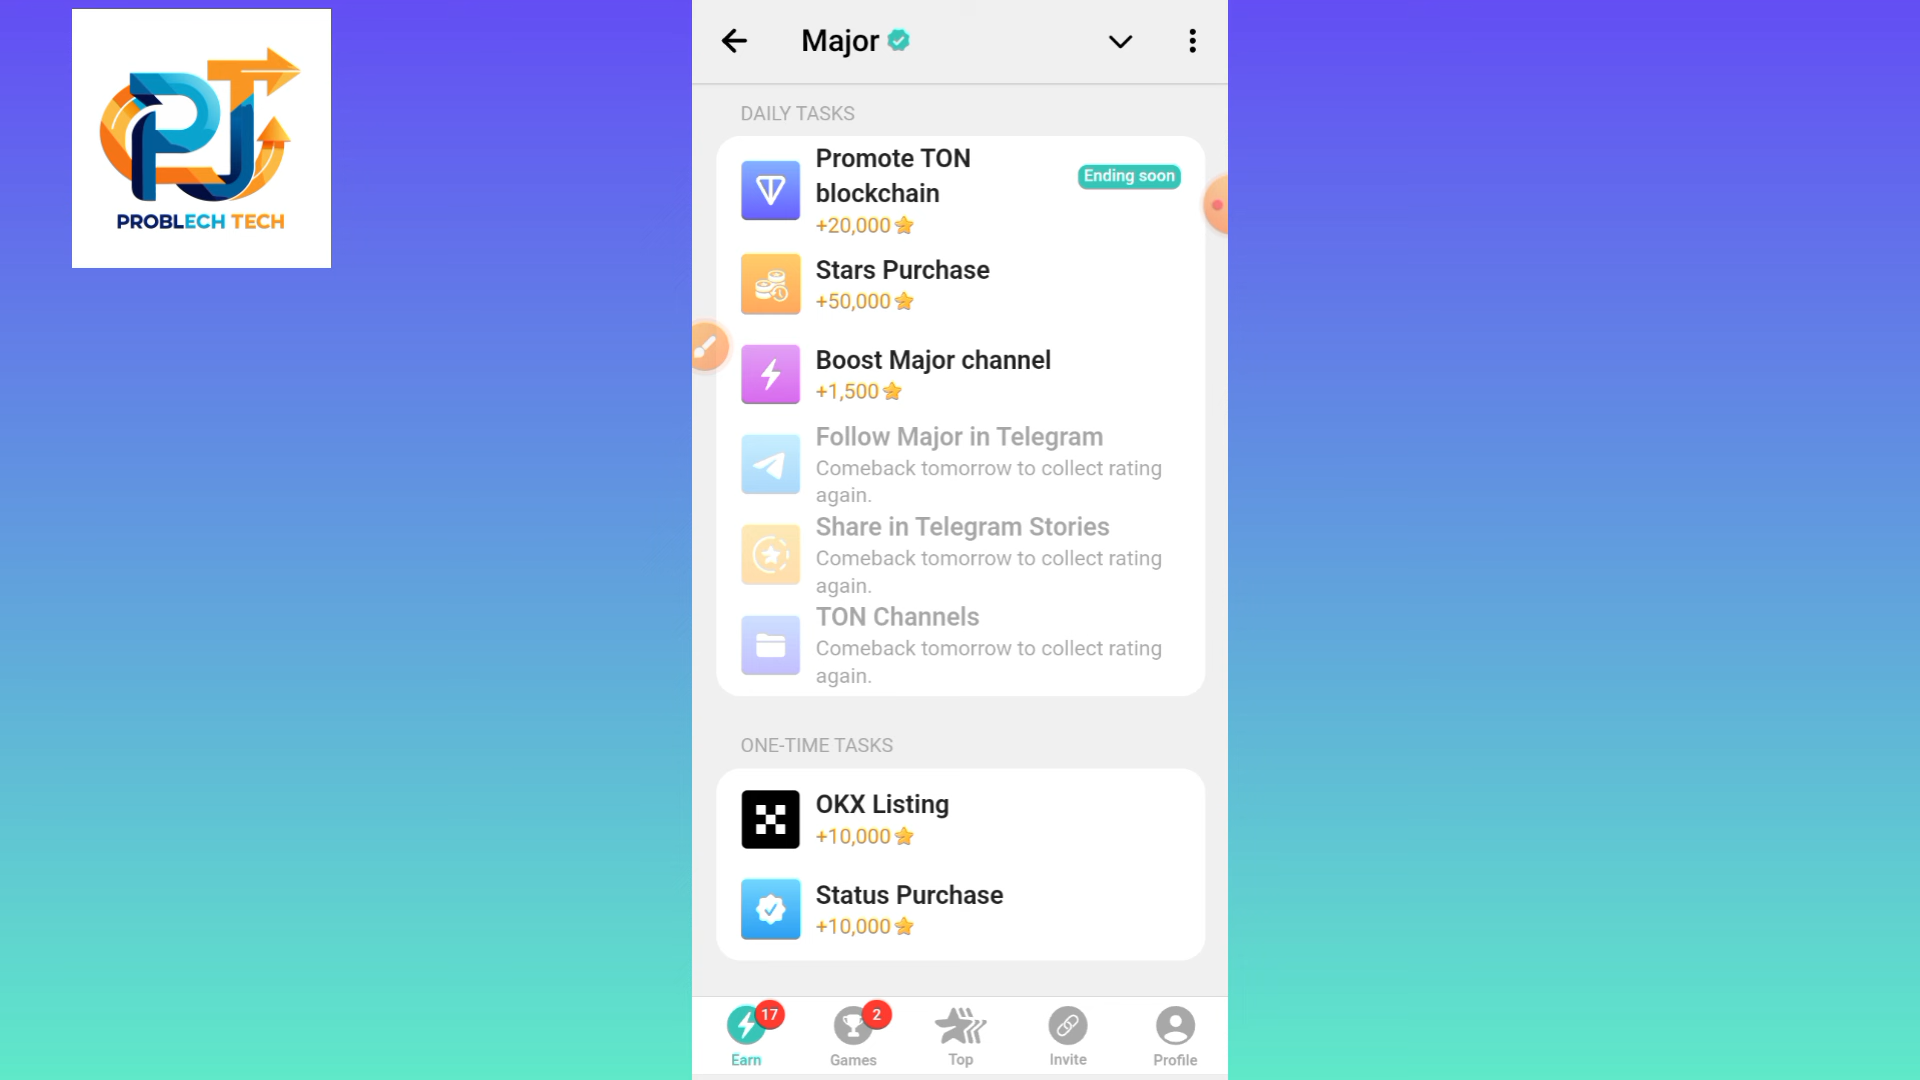 PROBLECH TECH
Major
DAILY TASKS
Promote TON
blockchain
Ending soon
+20,000
Stars Purchase
+50,000
Boost Major channel
+1,500
Follow Major in Telegram
Comeback tomorrow to collect rating
again.
Share in Telegram Stories
Comeback tomorrow to collect rating
again.
TON Channels
Comeback tomorrow to collect rating
again.
ONE-TIME TASKS
OKX Listing
+10,000
Status Purchase
+10,000
17
2
Earn
Games
Top
Invite
Profile